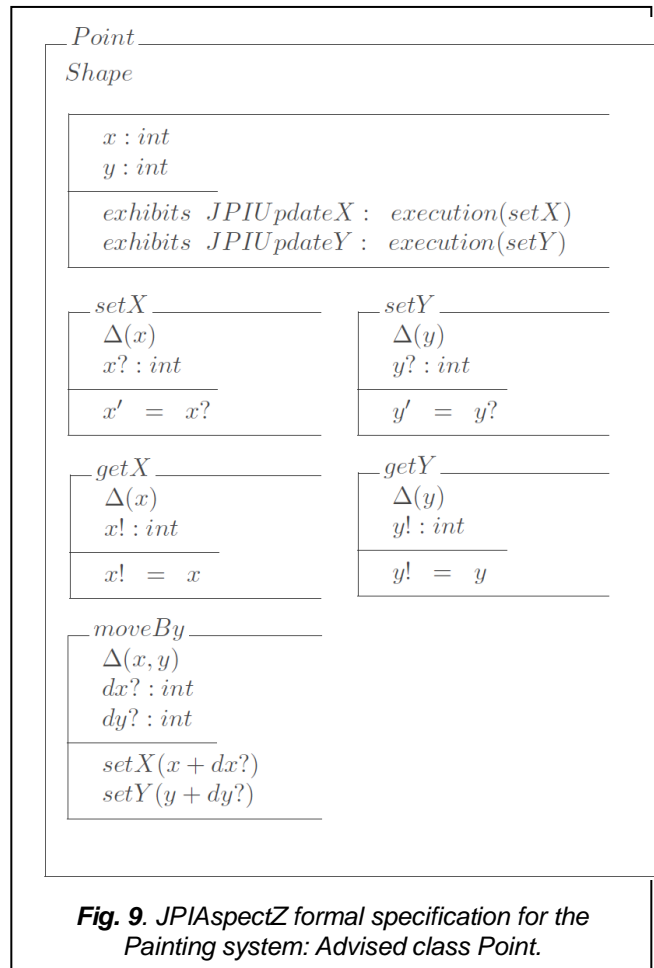 Point
Shape
x : int
y : int
exhibits JPIUpdateX : execution(setX)
exhibits JPIUpdateY : execution(setY)
setX
Δ(x)
x? : int
x′ = x?
setY
Δ(y)
y? : int
y′ = y?
getX
Δ(x)
x! : int
x! = x
getY
Δ(y)
y! : int
y! = y
moveBy
Δ(x, y)
dx? : int
dy? : int
setX(x + dx?)
setY(y + dy?)
Fig. 9. JPIAspectZ formal specification for the
Painting system: Advised class Point.